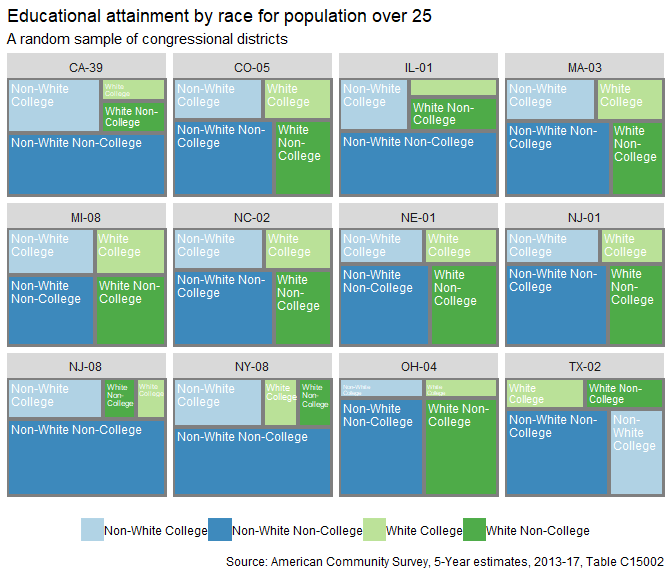 Educational attainment by race for population over 25
A random sample of congressional districts
CA-39
CO-05
IL-01
MA-03
Non-White
College
White
College
White Non-
College
Non-White Non-College
Non-White
College
White
College
Non-White Non-
College
White
Non-
College
Non-White
College
White Non-
College
Non-White Non-College
Non-White
College
White
College
Non-White Non-
College
White
Non-
College
MI-08
NC-02
NE-01
NJ-01
Non-White
College
White
College
Non-White
Non-College
White Non-
College
Non-White
College
White
College
Non-White Non-
College
White
Non-
College
Non-White
College
White
College
Non-White
Non-College
White
Non-
College
Non-White
College
White
College
Non-White Non-
College
White
Non-
College
NJ-08
NY-08
OH-04
TX-02
Non-White
College
White
Non-
College
White
College
Non-White Non-College
Non-White
College
White
College
White
Non-
College
Non-White Non-College
Non-White
College
White
College
Non-White
Non-College
White Non-
College
White
College
White Non-
College
Non-White Non-
College
Non-
White
College
Non-White College
Non-White Non-College
White College
White Non-College
Source: American Community Survey, 5-Year estimates, 2013-17, Table C15002